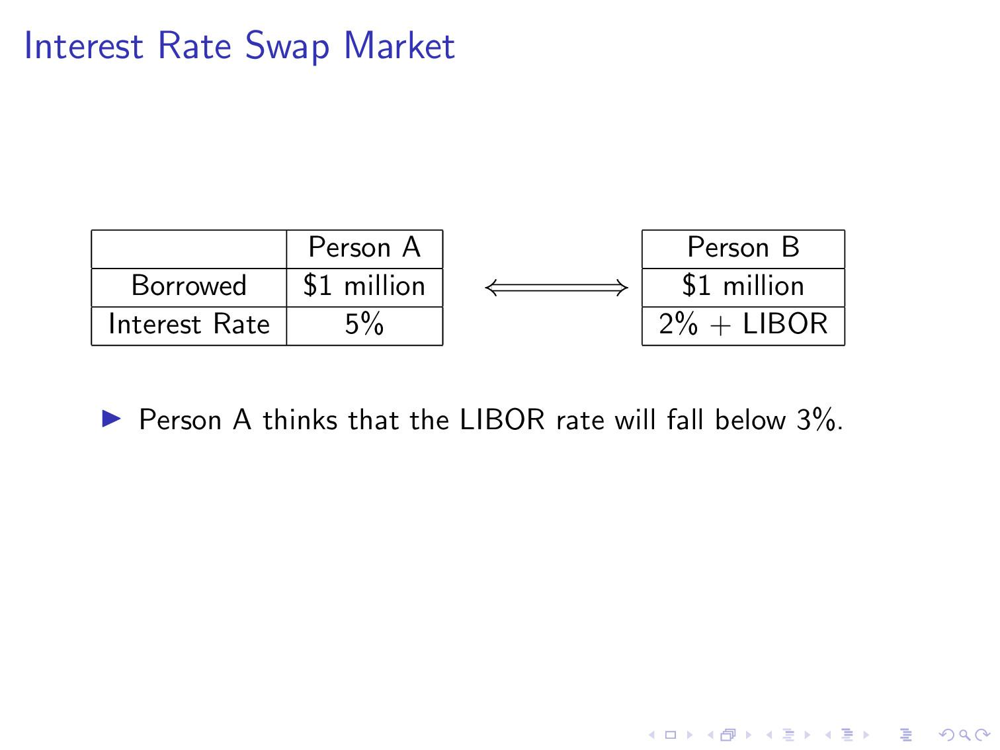 Interest Rate Swap Market
Person A
Person B
Borrowed $1 million $1 million
Interest Rate 5% 2% + LIBOR
Person A thinks that the LIBOR rate will fall below 3%.